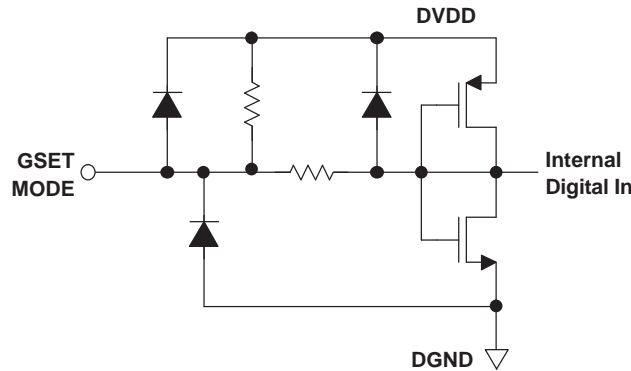 DVDD
GSET
MODE
Internal
Digital In
DGND